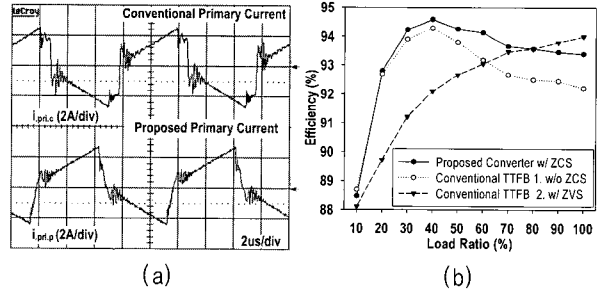 LeCroy
Conventional Primary Current
i.pri.c (2A/div)
Proposed Primary Current
i.pri.p (2A/div)
2us/div
(a)
95
94
93
92
91
90
89
88
Efficiency (%)
Proposed Converter w/ ZCS
Conventional TTFB 1. w/o ZCS
Conventional TTFB 2. w/ ZVS
10 20 30 40 50 60 70 80 90 100
Load Ratio (%)
(b)